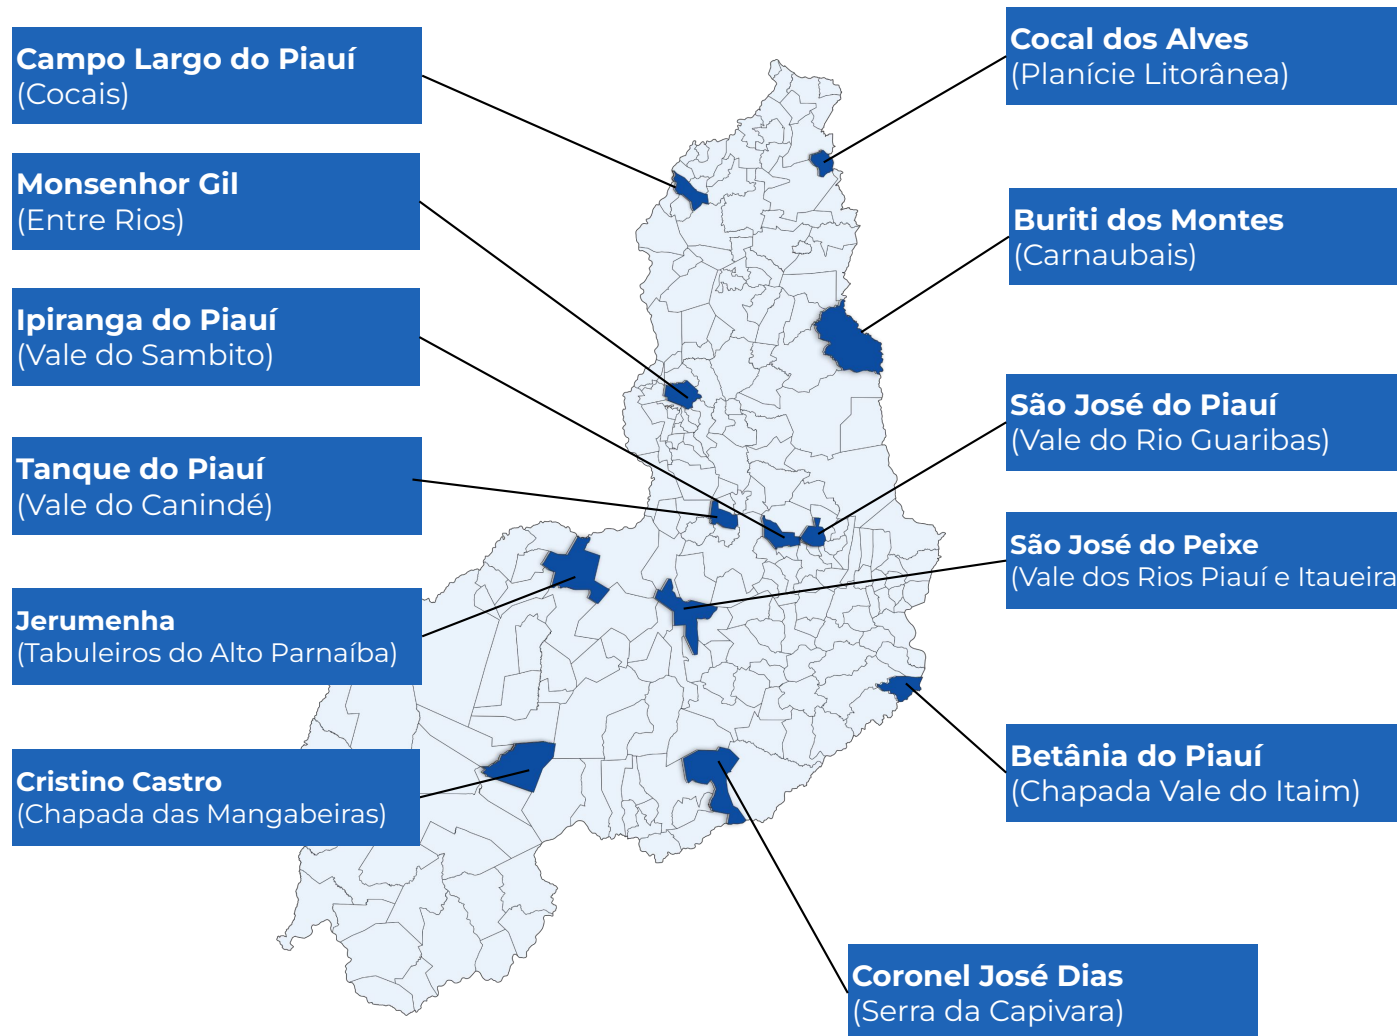 Campo Largo do Piauí
(Cocais)
Monsenhor Gil
(Entre Rios)
Ipiranga do Piauí
(Vale do Sambito)
Tanque do Piauí
(Vale do Canindé)
Jerumenha
(Tabuleiros do Alto Parnaíba)
Cristino Castro
(Chapada das Mangabeiras)
Cocal dos Alves
(Planície Litorânea)
Buriti dos Montes
(Carnaubais)
São José do Piauí
(Vale do Rio Guaribas)
São José do Peixe
(Vale dos Rios Piauí e Itaueira
Betânia do Piauí
(Chapada Vale do Itaim)
Coronel José Dias
(Serra da Capivara)